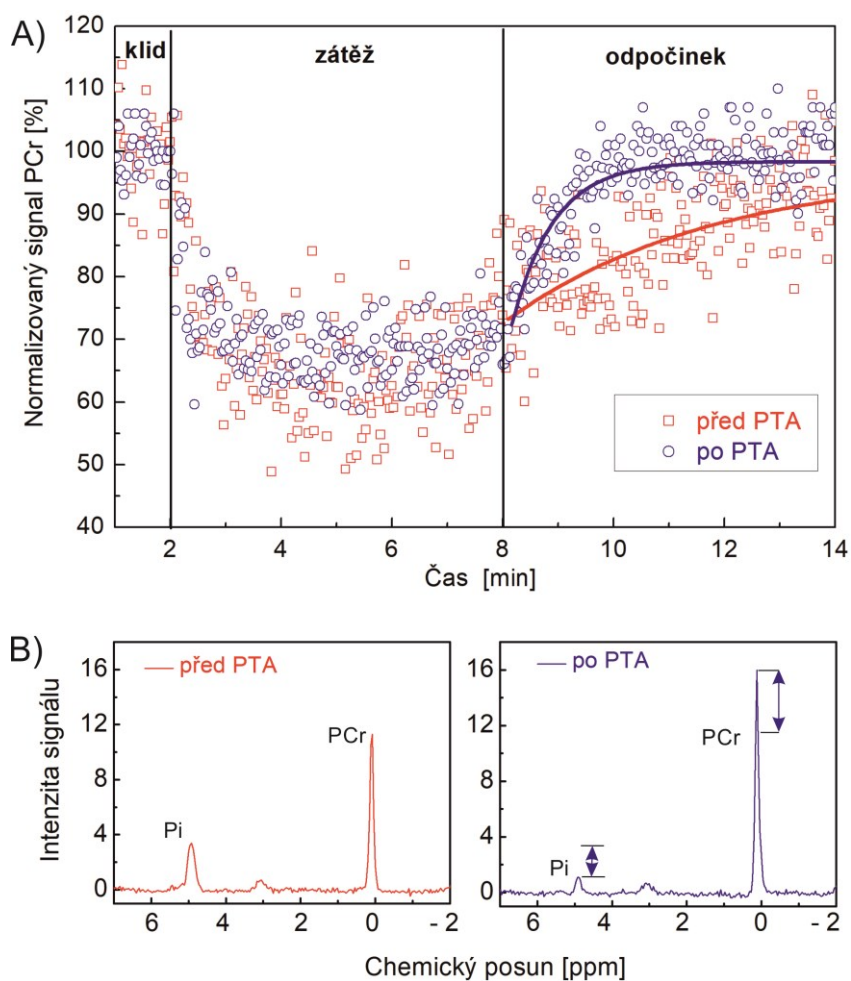 A)
klid zátěž odpočinek
Normalizovaný signal PCr [%]
120
110
100
90
80
70
60
50
40
2 4 6 8 10 12 14
Čas [min]
před PTA
po PTA
B)
Intenzita signálu
16
12
8
4
0
před PTA
PCr
Pi
6 4 2 0 - 2
16
12
8
4
0
po PTA
PCr
Pi
6 4 2 0 - 2
Chemický posun [ppm]